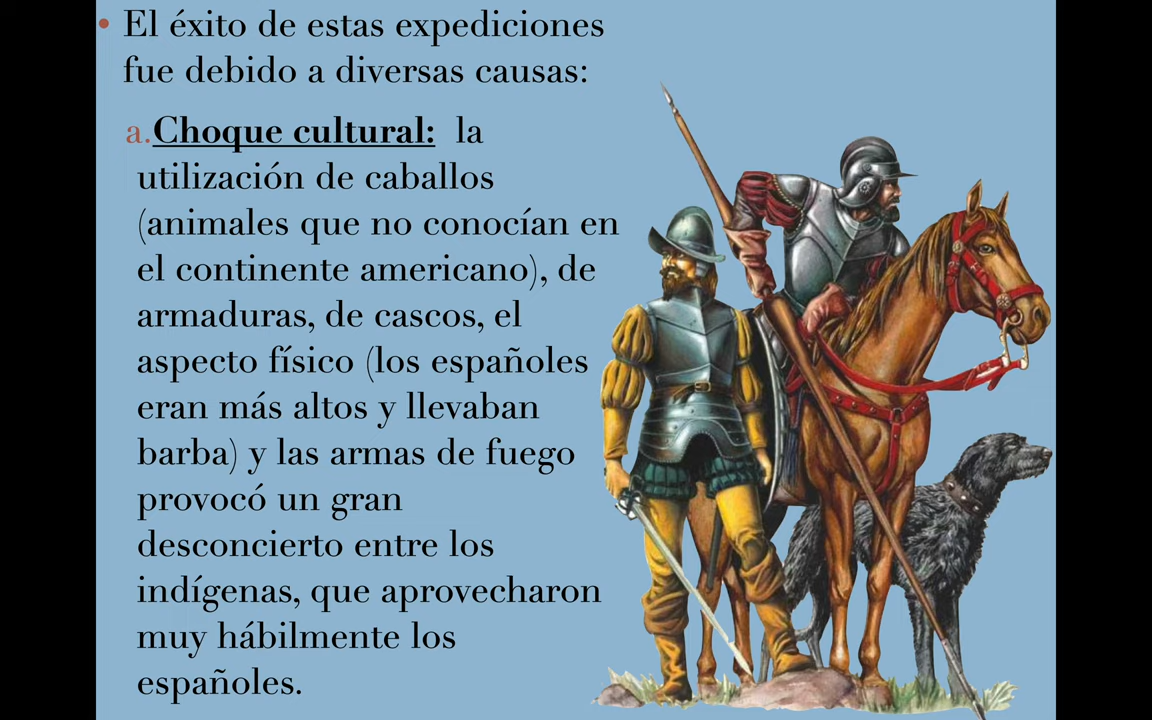 • El éxito de estas expediciones
fue debido a diversas causas:
a.Choque cultural: la
utilización de caballos
(animales que no conocían en
el continente americano), de
armaduras, de cascos, el
aspecto físico (los españoles
eran más altos y llevaban
barba) y las armas de fuego
provocó un gran
desconcierto entre los
indígenas, que aprovecharon
muy hábilmente los
españoles.